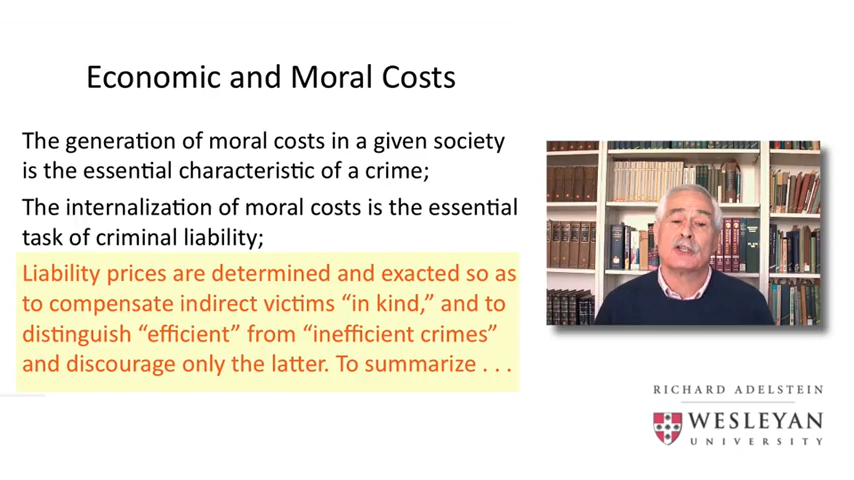 Economic and Moral Costs
The generation of moral costs in a given society
is the essential characteristic of a crime;
The internalization of moral costs is the essential
task of criminal liability;
Liability prices are determined and exacted so as
to compensate indirect victims “in kind,” and to
distinguish “efficient” from “inefficient crimes”
and discourage only the latter. To summarize . . .
RICHARD ADELSTEIN
WESLEYAN
UNIVERSITY